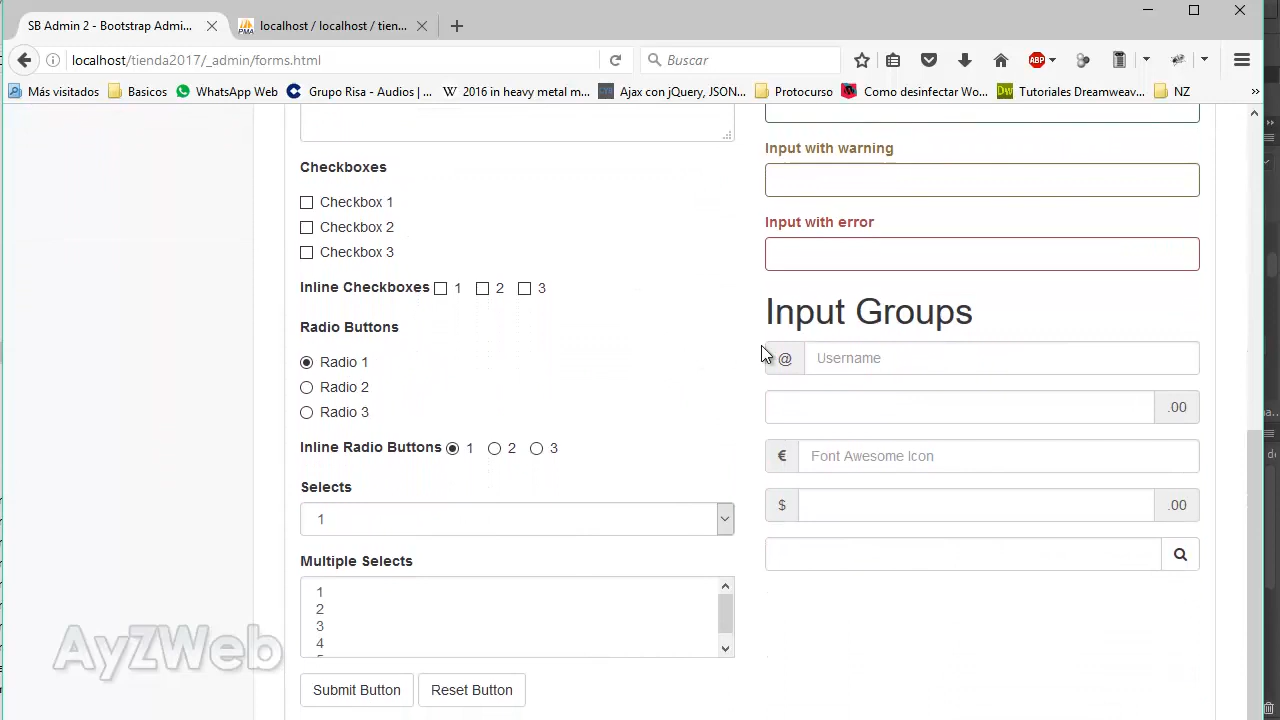 SB Admin 2 - Bootstrap Admi...
PMA
localhost / localhost / tien...
localhost/tienda2017/_admin/forms.html
Buscar
ABP
Más visitados
Basicos
WhatsApp Web
Grupo Risa - Audios | ...
W 2016 in heavy metal m...
Ajax con jQuery, JSON...
Protocurso
Como desinfectar Wo...
DW Tutoriales Dreamweav...
NZ
Checkboxes
Checkbox 1
Checkbox 2
Checkbox 3
Inline Checkboxes 1 2 3
Radio Buttons
Radio 1
Radio 2
Radio 3
Inline Radio Buttons 1 2 3
Selects
1
Multiple Selects
1
2
3
4
Submit Button
Reset Button
Input with warning
Input with error
Input Groups
@ Username
.00
€ Font Awesome Icon
$ .00
AyZWeb